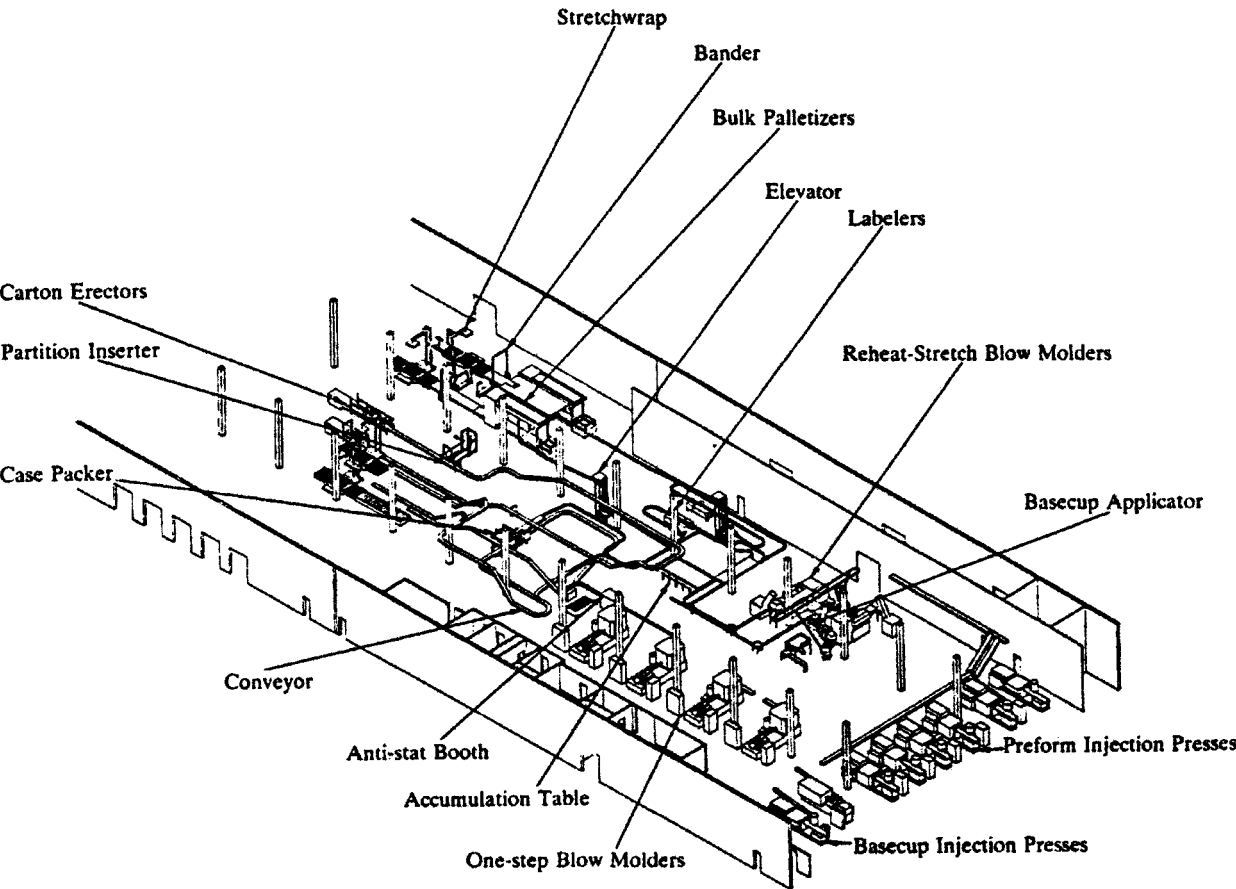 Stretchwrap
Bander
Bulk Palletizers
Elevator
Labelers
Carton Erectors
Partition Inserter
Reheat-Stretch Blow Molders
Case Packer
Basecup Applicator
Conveyor
Anti-stat Booth
Preform Injection Presses
Accumulation Table
One-step Blow Molders
Basecup Injection Presses